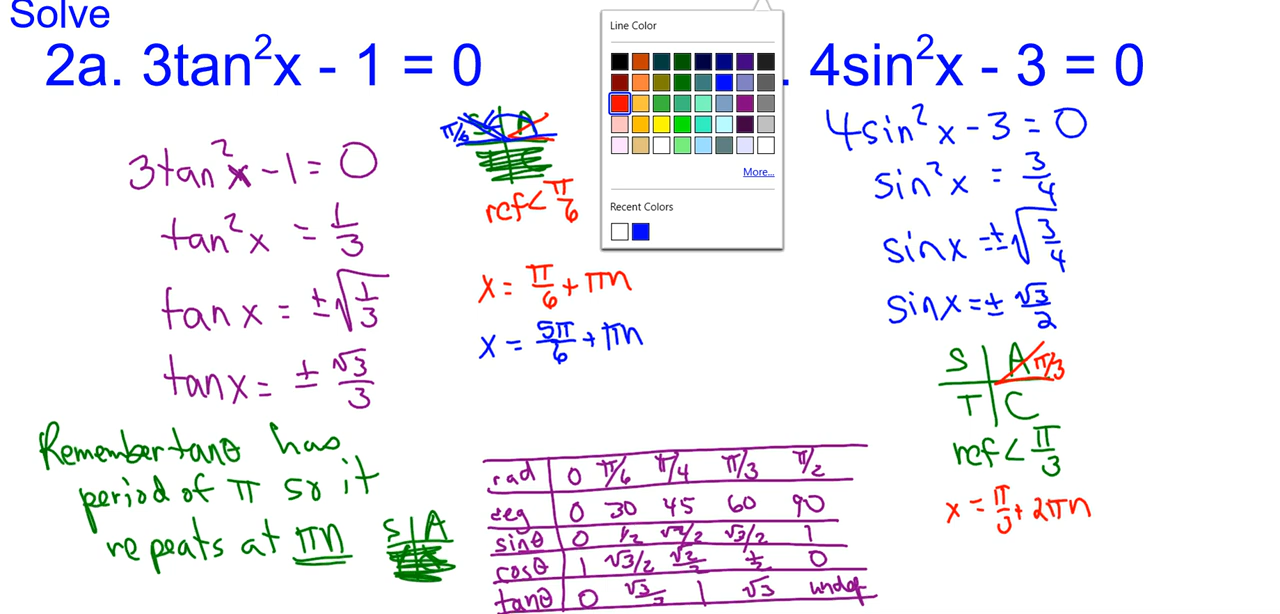 Solve
2a. 3tan²x - 1 = 0
3tan²x - 1 = 0
tan²x = 1/3
tan x = ±√(1/3)
tan x = ± √3/3
Remember tanθ has
period of π so it
repeats at πn
S | A
S | A
π/6
ref < π/6
x = π/6 + πn
x = 5π/6 + πn
Line Color
More...
Recent Colors
. 4sin²x - 3 = 0
4sin²x - 3 = 0
sin²x = 3/4
sin x = ±√(3/4)
sin x = ± √3/2
S | A π/3
T | C
ref < π/3
x = π/3 + 2πn
rad 0 π/6 π/4 π/3 π/2
deg 0 30 45 60 90
sinθ 0 1/2 √2/2 √3/2 1
cosθ 1 √3/2 √2/2 1/2 0
tanθ 0 √3/3 1 √3 undef